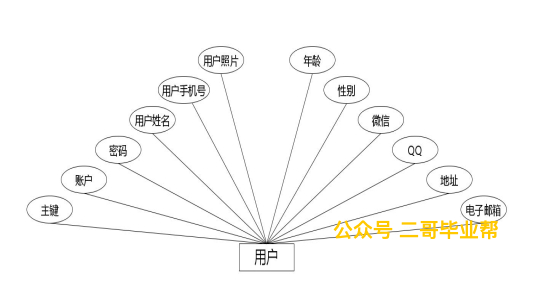 用户照片
年龄
用户手机号
性别
用户姓名
微信
密码
QQ
账户
地址
主键
电子邮箱
公众号 二哥毕业帮
用户